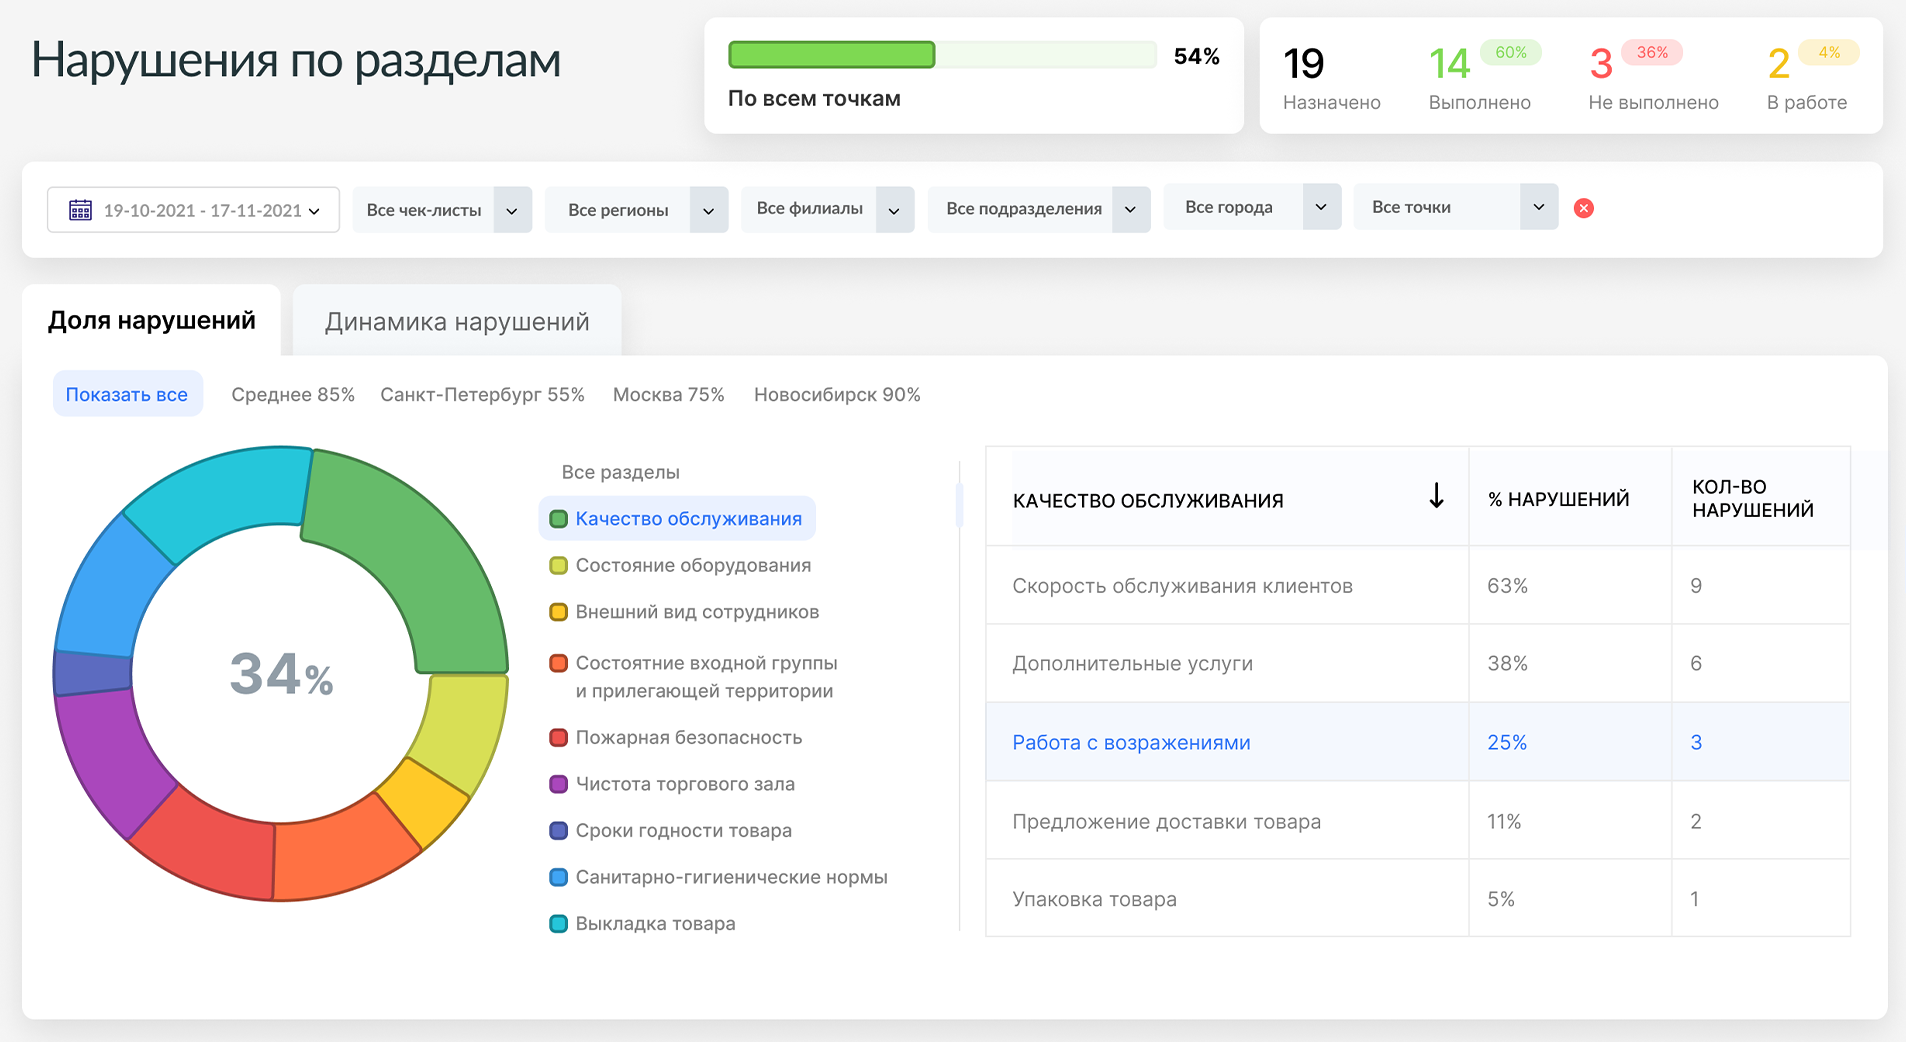 Нарушения по разделам
54%
По всем точкам
19
Назначено
14 60%
Выполнено
3 36%
Не выполнено
2 4%
В работе
19-10-2021 - 17-11-2021
Все чек-листы
Все регионы
Все филиалы
Все подразделения
Все города
Все точки
Доля нарушений
Динамика нарушений
Показать все
Среднее 85%
Санкт-Петербург 55%
Москва 75%
Новосибирск 90%
34%
Все разделы
Качество обслуживания
Состояние оборудования
Внешний вид сотрудников
Состоятние входной группы
и прилегающей территории
Пожарная безопасность
Чистота торгового зала
Сроки годности товара
Санитарно-гигиенические нормы
Выкладка товара
КАЧЕСТВО ОБСЛУЖИВАНИЯ
% НАРУШЕНИЙ
КОЛ-ВО
НАРУШЕНИЙ
Скорость обслуживания клиентов 63% 9
Дополнительные услуги 38% 6
Работа с возражениями 25% 3
Предложение доставки товара 11% 2
Упаковка товара 5% 1